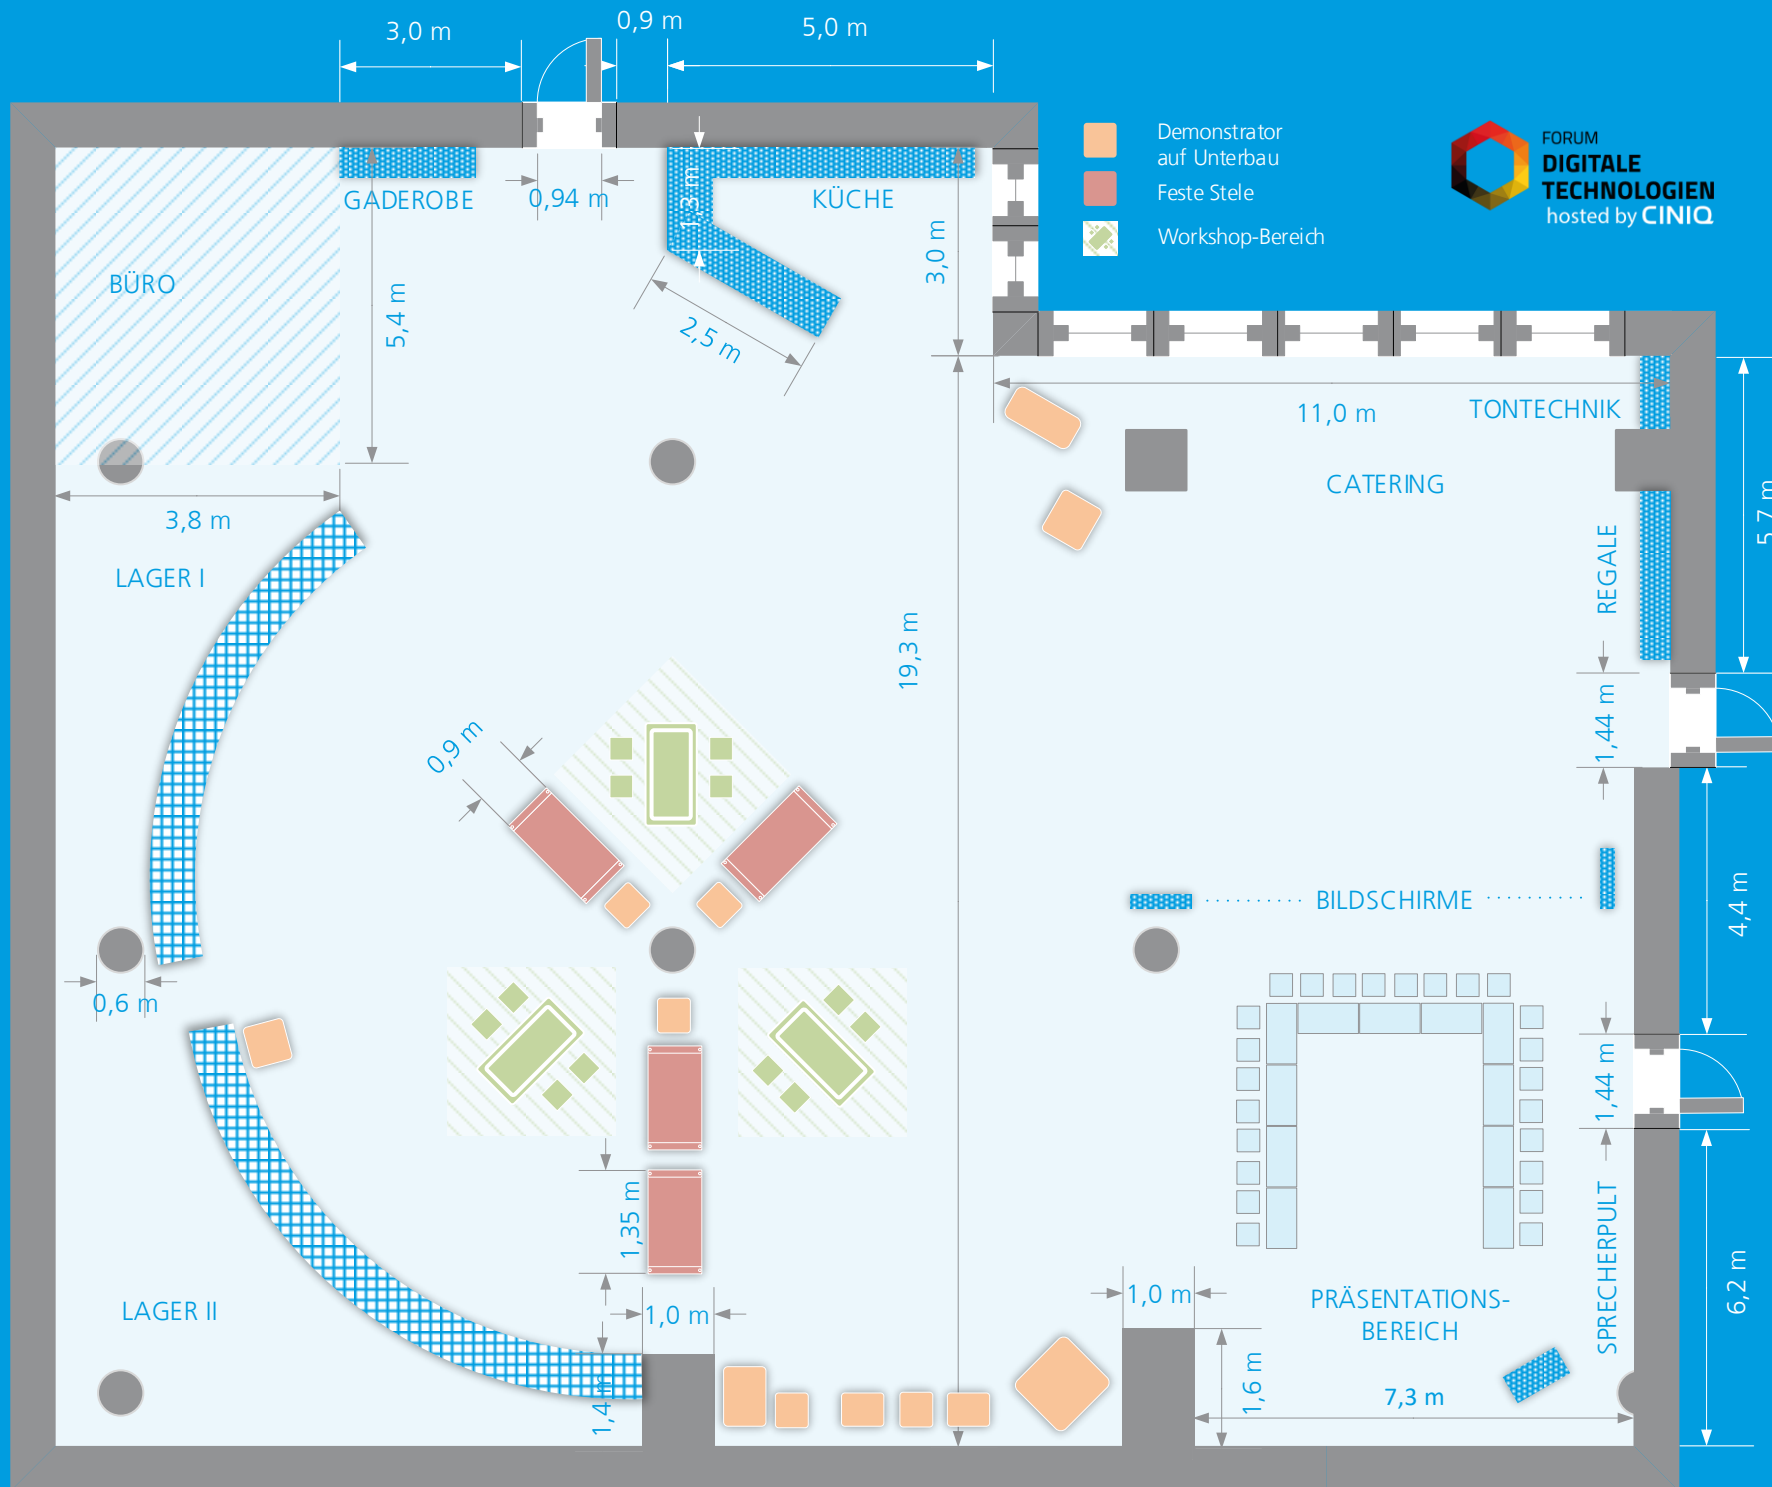 3,0 m
0,9 m
5,0 m
Demonstrator
auf Unterbau
Feste Stele
Workshop-Bereich
FORUM
DIGITALE
TECHNOLOGIEN
hosted by CINIQ
GADEROBE
0,94 m
1,3 m
KÜCHE
3,0 m
BÜRO
5,4 m
2,5 m
11,0 m
TONTECHNIK
CATERING
5,7 m
3,8 m
LAGER I
REGALE
19,3 m
1,44 m
0,9 m
BILDSCHIRME
4,4 m
0,6 m
1,44 m
1,35 m
SPRECHERPULT
6,2 m
LAGER II
1,0 m
1,0 m
PRÄSENTATIONS-
BEREICH
1,4 m
1,6 m
7,3 m